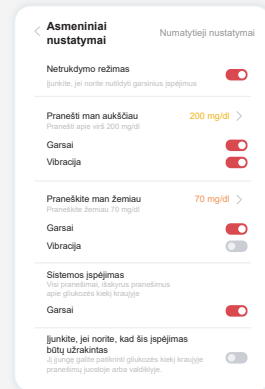 Asmeniniai
nustatymai
Numatytieji nustatymai
Netrukdymo režimas
Įjunkite, jei norite nutildyti garsinius įspėjimus
Pranešti man aukščiau 200 mg/dl
Pranešti apie virš 200 mg/dl
Garsai
Vibracija
Praneškite man žemiau 70 mg/dl
Praneškite žemiau 70 mg/dl
Garsai
Vibracija
Sistemos įspėjimas
Visi pranešimai, išskyrus pranešimus
apie gliukozės kiekį kraujyje
Garsai
Įjunkite, jei norite, kad šis įspėjimas
būtų užrakintas
Jį įjungę galite patikrinti gliukozės kiekį kraujyje
pranešimų juostoje arba valdiklyje.